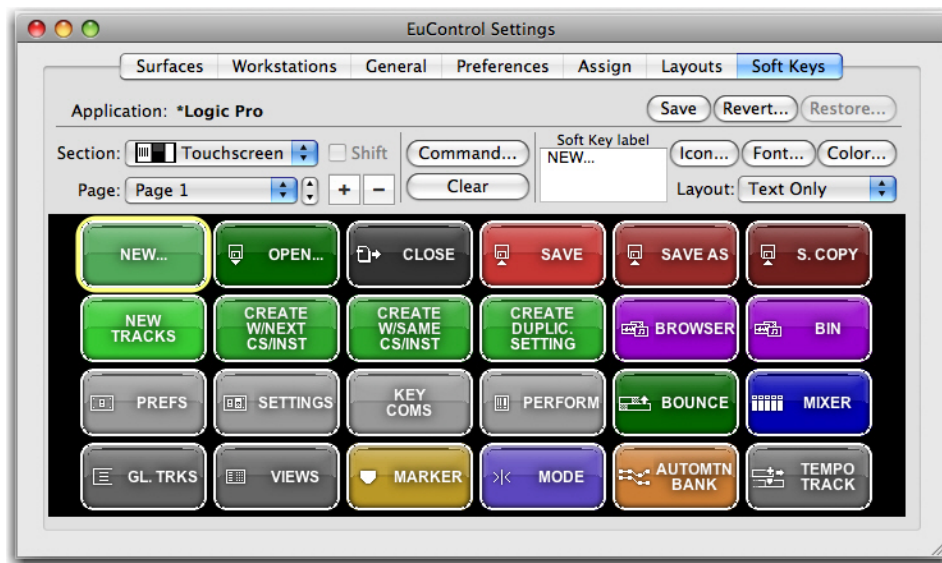 EuControl Settings
Surfaces Workstations General Preferences Assign Layouts Soft Keys
Application: *Logic Pro
Save Revert... Restore...
Section: Touchscreen Shift Command... Soft Key label Icon... Font... Color...
NEW...
Page: Page 1 + − Clear Layout: Text Only
NEW... OPEN... CLOSE SAVE SAVE AS S. COPY
NEW
TRACKS
CREATE
W/NEXT
CS/INST
CREATE
W/SAME
CS/INST
CREATE
DUPLIC.
SETTING
BROWSER
BIN
PREFS
SETTINGS
KEY
COMS
PERFORM
BOUNCE
MIXER
GL. TRKS
VIEWS
MARKER
MODE
AUTOMTN
BANK
TEMPO
TRACK